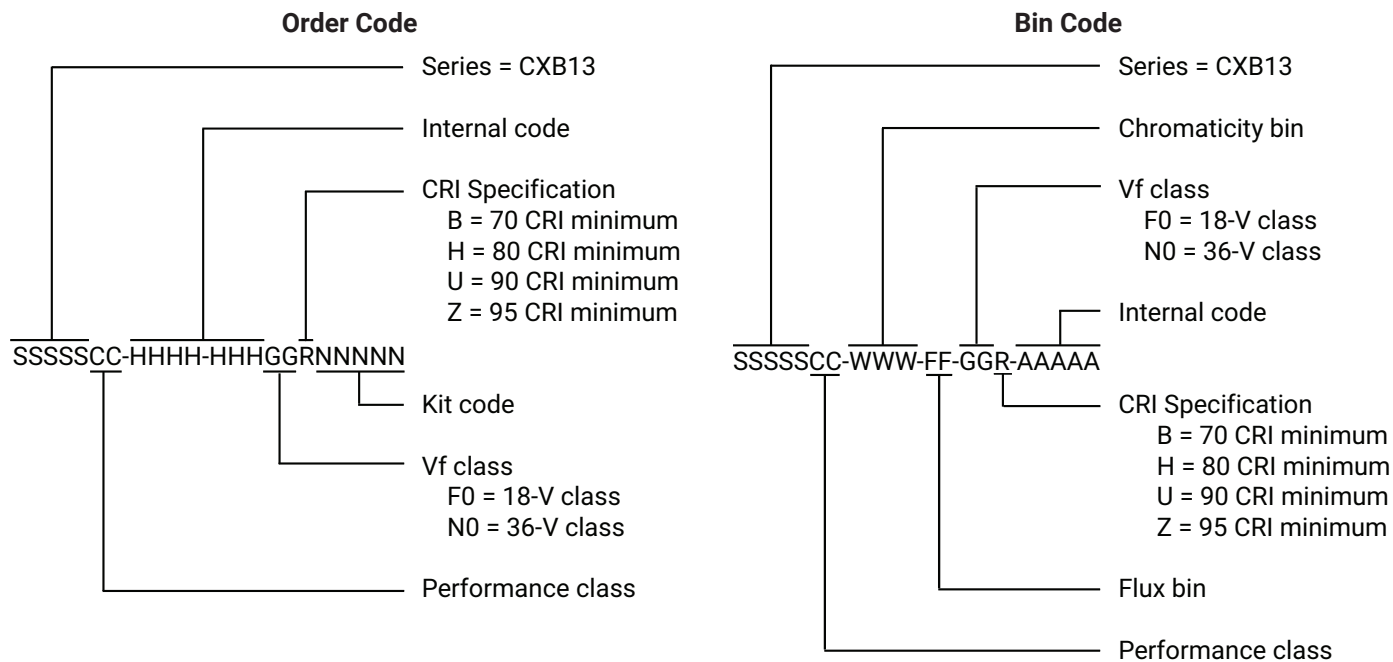 Order Code
Series = CXB13
Internal code
CRI Specification
B = 70 CRI minimum
H = 80 CRI minimum
U = 90 CRI minimum
Z = 95 CRI minimum
SSSSSCC-HHHH-HHHGGRNNNNN
Kit code
Vf class
F0 = 18-V class
N0 = 36-V class
Performance class
Bin Code
Series = CXB13
Chromaticity bin
Vf class
F0 = 18-V class
N0 = 36-V class
Internal code
SSSSSCC-WWW-FF-GGR-AAAAA
CRI Specification
B = 70 CRI minimum
H = 80 CRI minimum
U = 90 CRI minimum
Z = 95 CRI minimum
Flux bin
Performance class